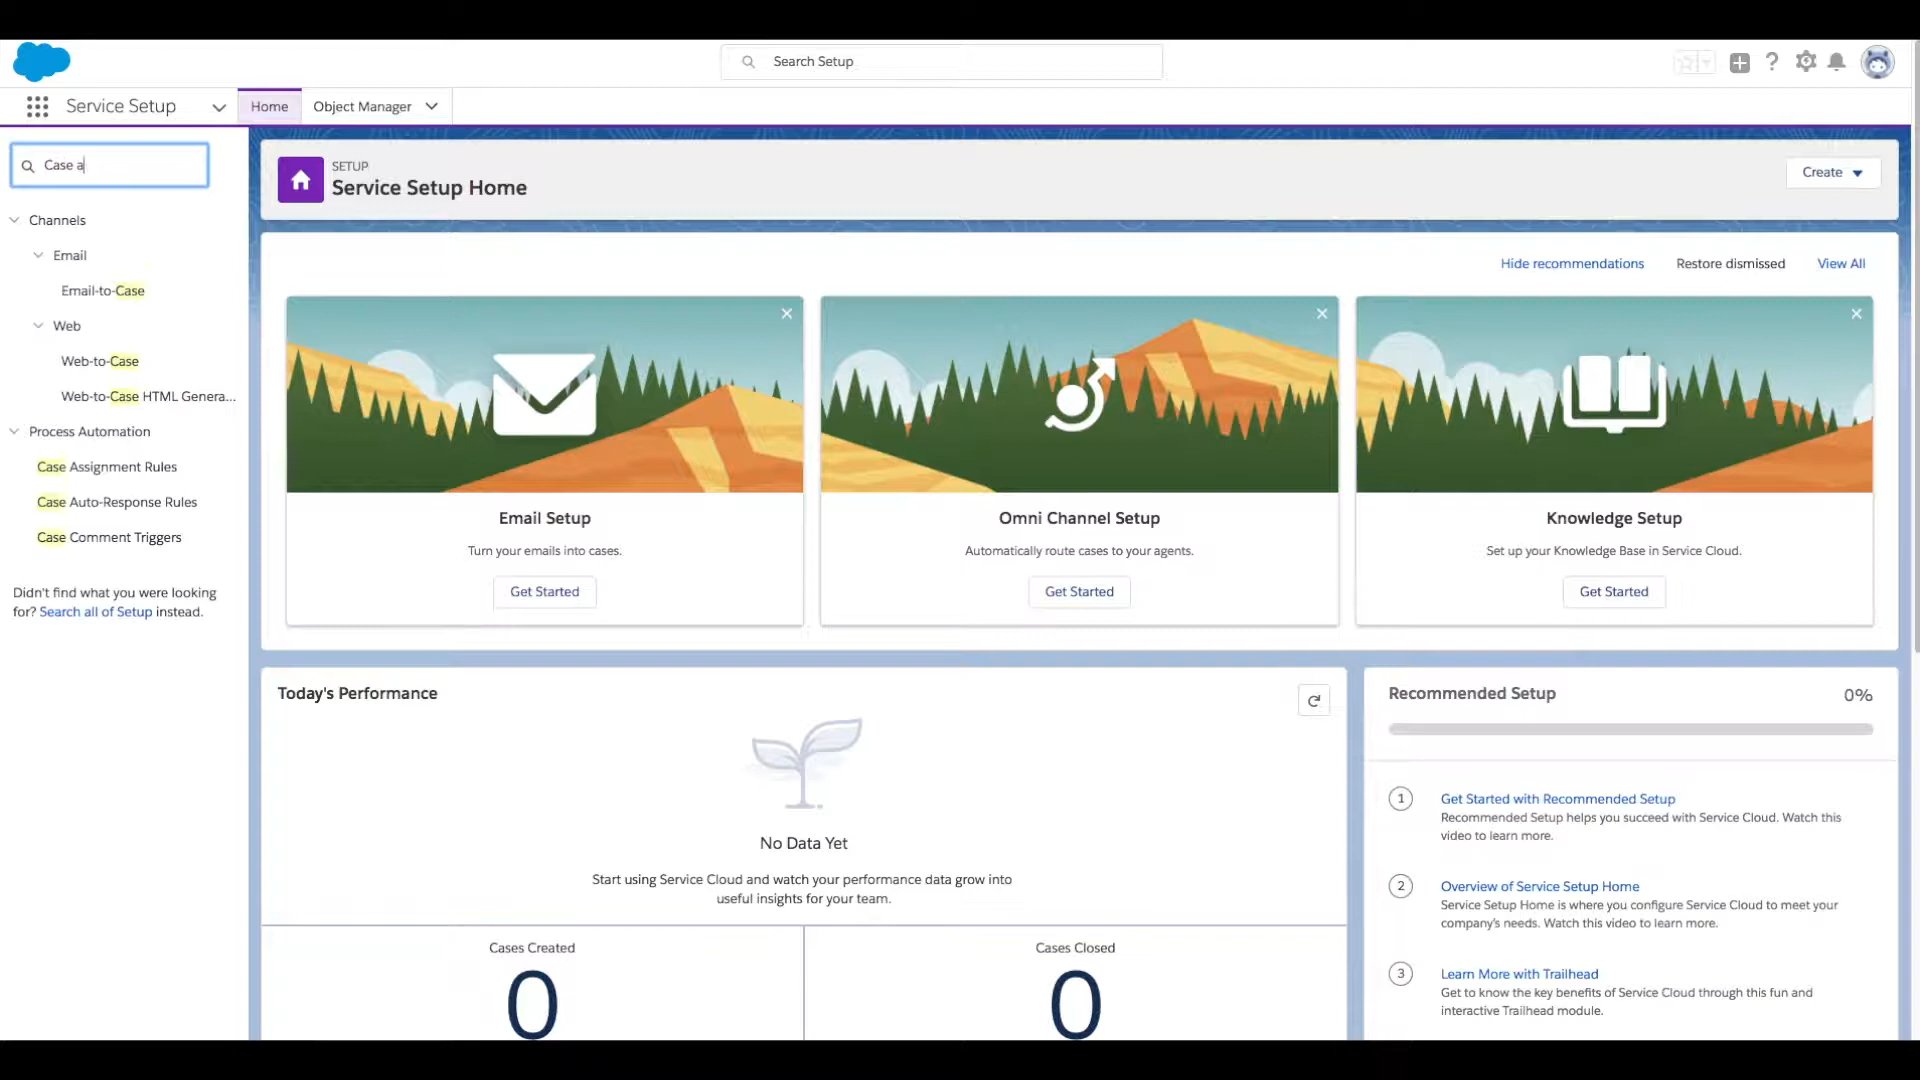 Search Setup
Service Setup
Home
Object Manager
Case a
Channels
Email
Email-to-Case
Web
Web-to-Case
Web-to-Case HTML Genera...
Process Automation
Case Assignment Rules
Case Auto-Response Rules
Case Comment Triggers
Didn't find what you were looking
for? Search all of Setup instead.
SETUP
Service Setup Home
Create
Hide recommendations
Restore dismissed
View All
Email Setup
Turn your emails into cases.
Get Started
Omni Channel Setup
Automatically route cases to your agents.
Get Started
Knowledge Setup
Set up your Knowledge Base in Service Cloud.
Get Started
Today's Performance
No Data Yet
Start using Service Cloud and watch your performance data grow into
useful insights for your team.
Cases Created
0
Cases Closed
0
Recommended Setup
0%
1
Get Started with Recommended Setup
Recommended Setup helps you succeed with Service Cloud. Watch this
video to learn more.
2
Overview of Service Setup Home
Service Setup Home is where you configure Service Cloud to meet your
company's needs. Watch this video to learn more.
3
Learn More with Trailhead
Get to know the key benefits of Service Cloud through this fun and
interactive Trailhead module.